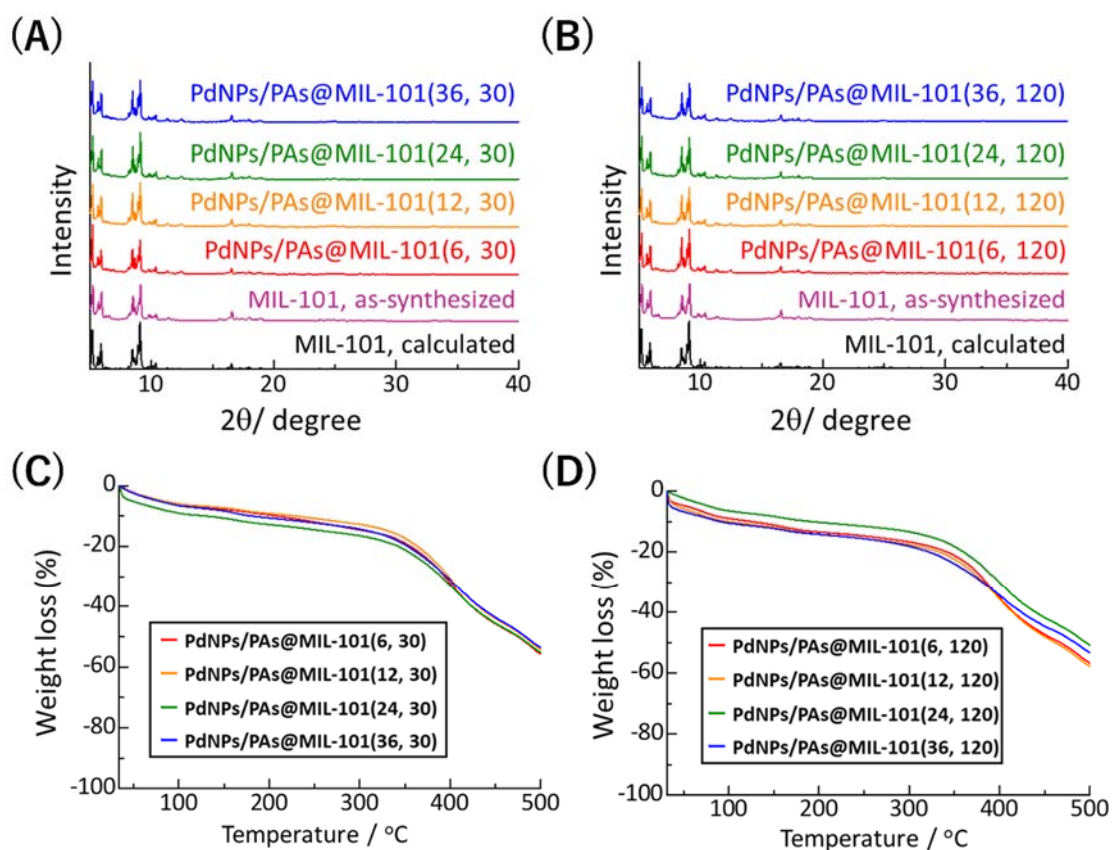 (A)
Intensity
PdNPs/PAs@MIL-101(36, 30)
PdNPs/PAs@MIL-101(24, 30)
PdNPs/PAs@MIL-101(12, 30)
PdNPs/PAs@MIL-101(6, 30)
MIL-101, as-synthesized
MIL-101, calculated
10 20 30 40
2θ/ degree
(B)
Intensity
PdNPs/PAs@MIL-101(36, 120)
PdNPs/PAs@MIL-101(24, 120)
PdNPs/PAs@MIL-101(12, 120)
PdNPs/PAs@MIL-101(6, 120)
MIL-101, as-synthesized
MIL-101, calculated
10 20 30 40
2θ/ degree
(C)
Weight loss (%)
0
-20
-40
-60
-80
-100
PdNPs/PAs@MIL-101(6, 30)
PdNPs/PAs@MIL-101(12, 30)
PdNPs/PAs@MIL-101(24, 30)
PdNPs/PAs@MIL-101(36, 30)
100 200 300 400 500
Temperature / °C
(D)
Weight loss (%)
0
-20
-40
-60
-80
-100
PdNPs/PAs@MIL-101(6, 120)
PdNPs/PAs@MIL-101(12, 120)
PdNPs/PAs@MIL-101(24, 120)
PdNPs/PAs@MIL-101(36, 120)
100 200 300 400 500
Temperature / °C